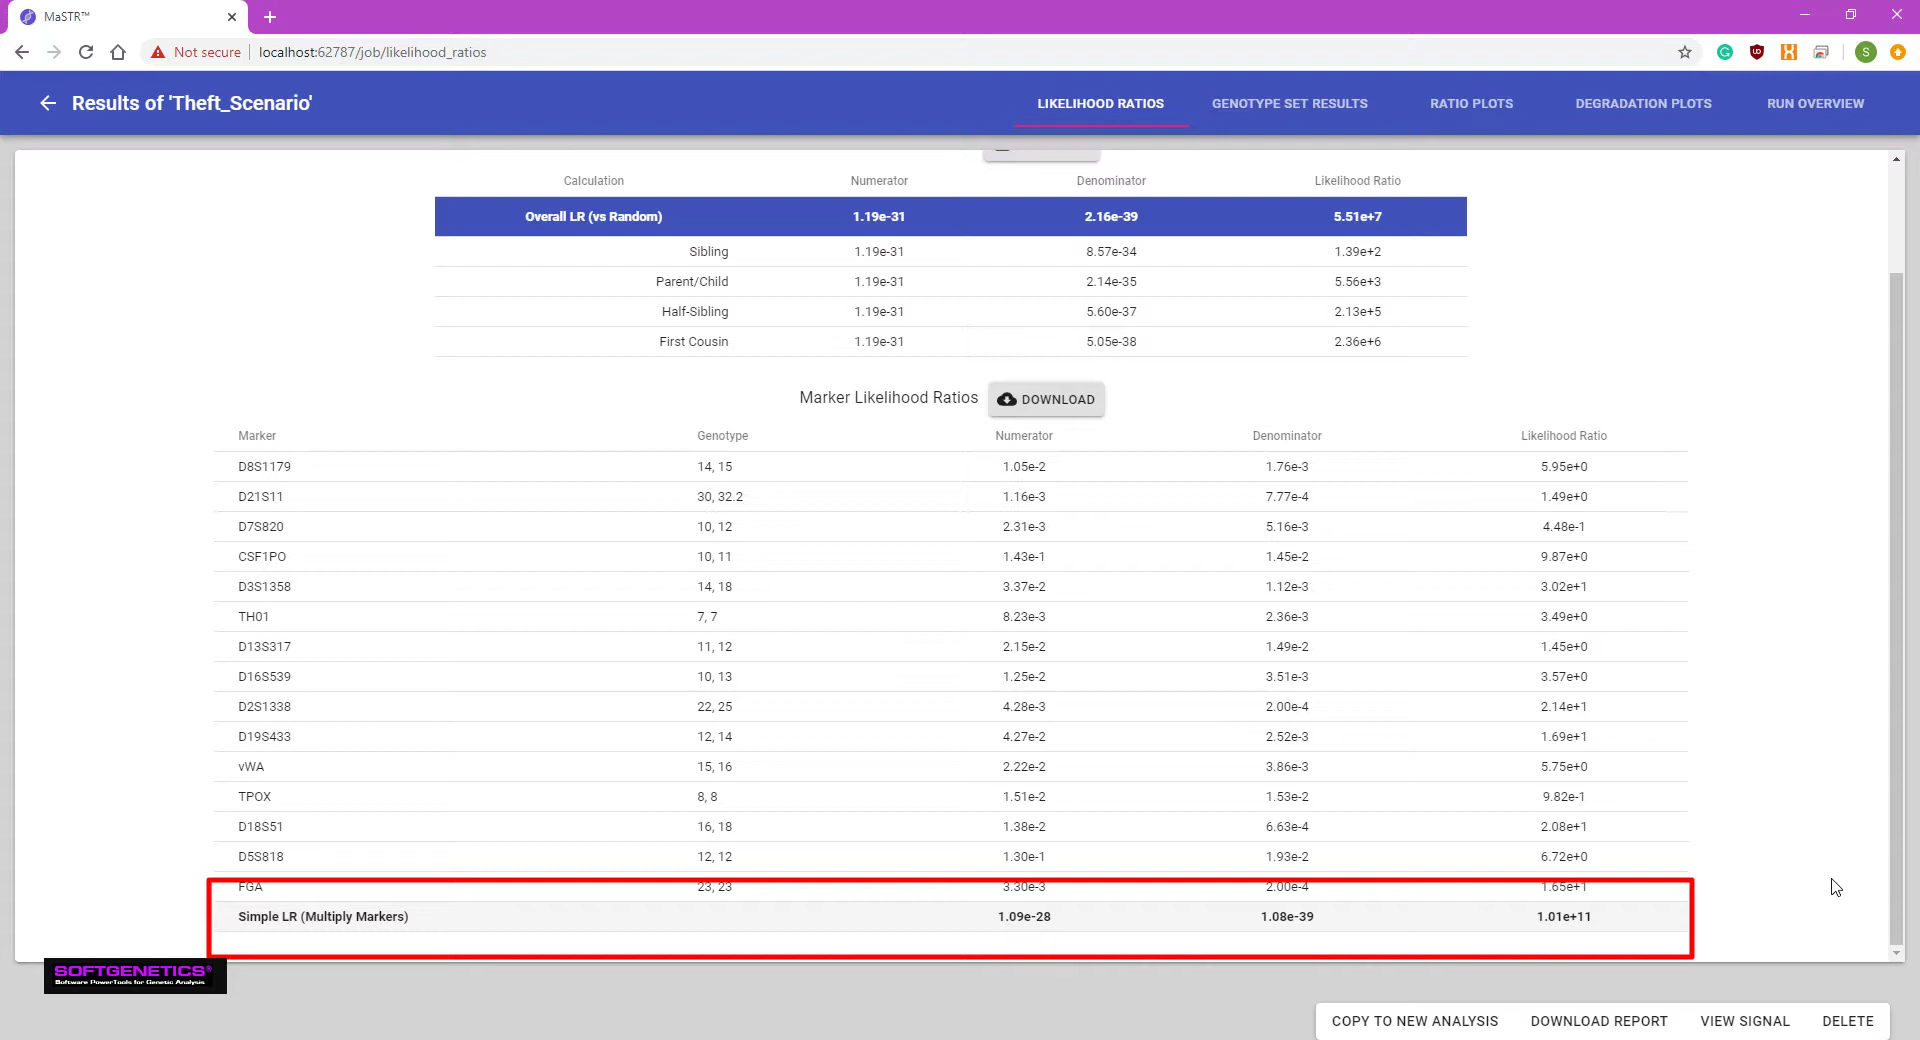 MaSTR™
Not secure localhost:62787/job/likelihood_ratios
S
Results of 'Theft_Scenario' LIKELIHOOD RATIOS GENOTYPE SET RESULTS RATIO PLOTS DEGRADATION PLOTS RUN OVERVIEW
Calculation Numerator Denominator Likelihood Ratio
Overall LR (vs Random) 1.19e-31 2.16e-39 5.51e+7
Sibling 1.19e-31 8.57e-34 1.39e+2
Parent/Child 1.19e-31 2.14e-35 5.56e+3
Half-Sibling 1.19e-31 5.60e-37 2.13e+5
First Cousin 1.19e-31 5.05e-38 2.36e+6
Marker Likelihood Ratios DOWNLOAD
Marker Genotype Numerator Denominator Likelihood Ratio
D8S1179 14, 15 1.05e-2 1.76e-3 5.95e+0
D21S11 30, 32.2 1.16e-3 7.77e-4 1.49e+0
D7S820 10, 12 2.31e-3 5.16e-3 4.48e-1
CSF1PO 10, 11 1.43e-1 1.45e-2 9.87e+0
D3S1358 14, 18 3.37e-2 1.12e-3 3.02e+1
TH01 7, 7 8.23e-3 2.36e-3 3.49e+0
D13S317 11, 12 2.15e-2 1.49e-2 1.45e+0
D16S539 10, 13 1.25e-2 3.51e-3 3.57e+0
D2S1338 22, 25 4.28e-3 2.00e-4 2.14e+1
D19S433 12, 14 4.27e-2 2.52e-3 1.69e+1
vWA 15, 16 2.22e-2 3.86e-3 5.75e+0
TPOX 8, 8 1.51e-2 1.53e-2 9.82e-1
D18S51 16, 18 1.38e-2 6.63e-4 2.08e+1
D5S818 12, 12 1.30e-1 1.93e-2 6.72e+0
FGA 23, 23 3.30e-3 2.00e-4 1.65e+1
Simple LR (Multiply Markers) 1.09e-28 1.08e-39 1.01e+11
SOFTGENETICS®
Software PowerTools for Genetic Analysis
COPY TO NEW ANALYSIS DOWNLOAD REPORT VIEW SIGNAL DELETE